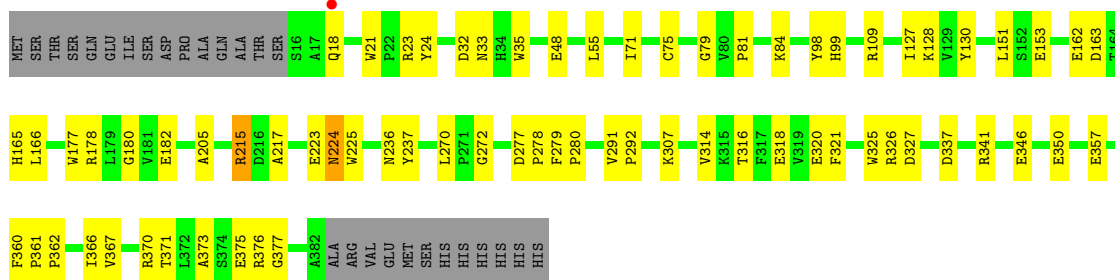 MET SER THR SER GLN GLU ILE SER ASP PRO ALA GLN ALA THR SER S16 A17 Q18 W21 P22 R23 Y24 D32 N33 H34 W35 E48 L55 I71 C75 G79 V80 P81 K84 Y98 H99 R109 I127 K128 V129 Y130 L151 S152 E153 E162 D163 T164
H165 L166 W177 R178 L179 G180 V181 E182 A205 R215 D216 A217 E223 N224 W225 N236 Y237 L270 P271 G272 D277 P278 F279 P280 V291 P292 K307 V314 K315 T316 F317 E318 V319 E320 F321 W325 R326 D327 D337 R341 E346 E350 E357
F360 P361 P362 I366 V367 R370 T371 L372 A373 S374 E375 R376 G377 A382 ALA ARG VAL GLU MET SER HIS HIS HIS HIS HIS HIS